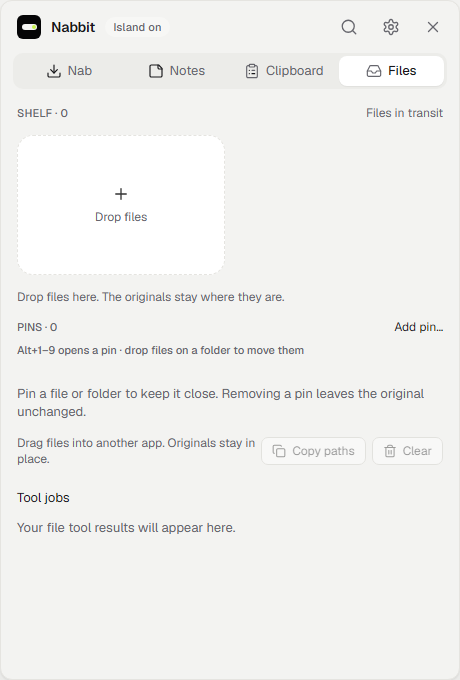 Nabbit Island on
Nab Notes Clipboard Files
SHELF · 0 Files in transit
Drop files
Drop files here. The originals stay where they are.
PINS · 0 Add pin...
Alt+1–9 opens a pin · drop files on a folder to move them
Pin a file or folder to keep it close. Removing a pin leaves the original
unchanged.
Drag files into another app. Originals stay in
place.
Copy paths Clear
Tool jobs
Your file tool results will appear here.